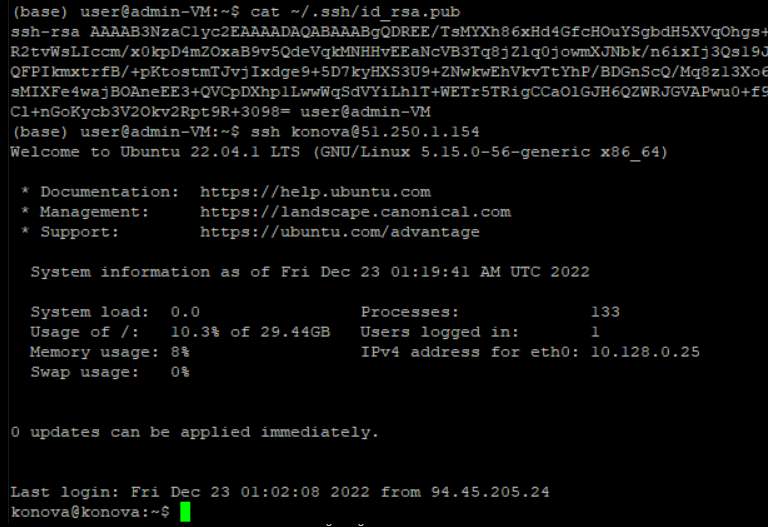 (base) user@admin-VM:~$ cat ~/.ssh/id_rsa.pub
ssh-rsa AAAAB3NzaC1yc2EAAAADAQABAAABgQDREE/TsMYXh86xHd4GfcHOuYSgbdH5XVqOhgs+
R2tvWsLIccm/x0kpD4mZOxaB9v5QdeVqkMNHHvEEaNcVB3Tq8jZlq0jowmXJNbk/n6ixIj3Qs19J
QFPIkmxtrfB/+pKtostmTJvjIxdge9+5D7kyHXS3U9+ZNwkwEhVkvTtYhP/BDGnScQ/Mq8z13Xo6
sMIXFe4wajBOAneEE3+QVCpDXhplLwwWqSdVYiLhlT+WETr5TRigCCaOlGJH6QZWRJGVAPwu0+f9
Cl+nGoKycb3V2Okv2Rpt9R+3098= user@admin-VM
(base) user@admin-VM:~$ ssh konova@51.250.1.154
Welcome to Ubuntu 22.04.1 LTS (GNU/Linux 5.15.0-56-generic x86_64)
* Documentation: https://help.ubuntu.com
* Management: https://landscape.canonical.com
* Support: https://ubuntu.com/advantage
System information as of Fri Dec 23 01:19:41 AM UTC 2022
System load: 0.0 Processes: 133
Usage of /: 10.3% of 29.44GB Users logged in: 1
Memory usage: 8% IPv4 address for eth0: 10.128.0.25
Swap usage: 0%
0 updates can be applied immediately.
Last login: Fri Dec 23 01:02:08 2022 from 94.45.205.24
konova@konova:~$